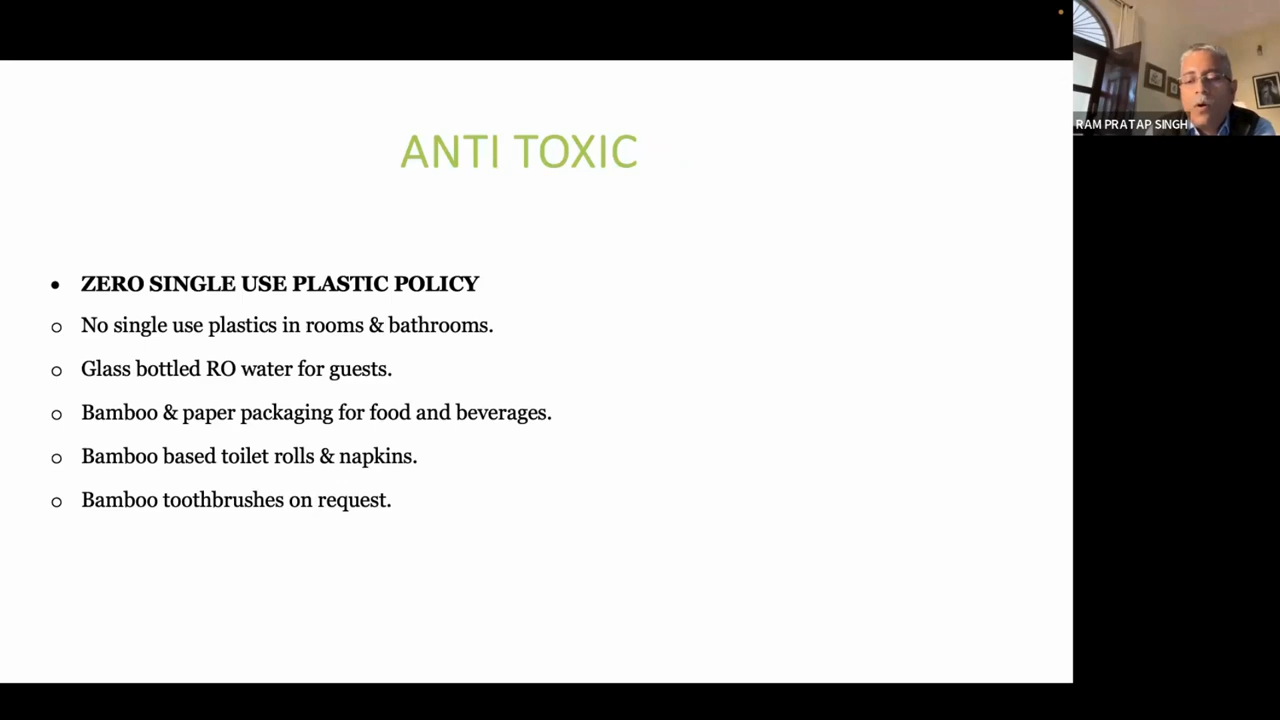 ANTI TOXIC
RAM PRATAP SINGH
• ZERO SINGLE USE PLASTIC POLICY
o No single use plastics in rooms & bathrooms.
o Glass bottled RO water for guests.
o Bamboo & paper packaging for food and beverages.
o Bamboo based toilet rolls & napkins.
o Bamboo toothbrushes on request.